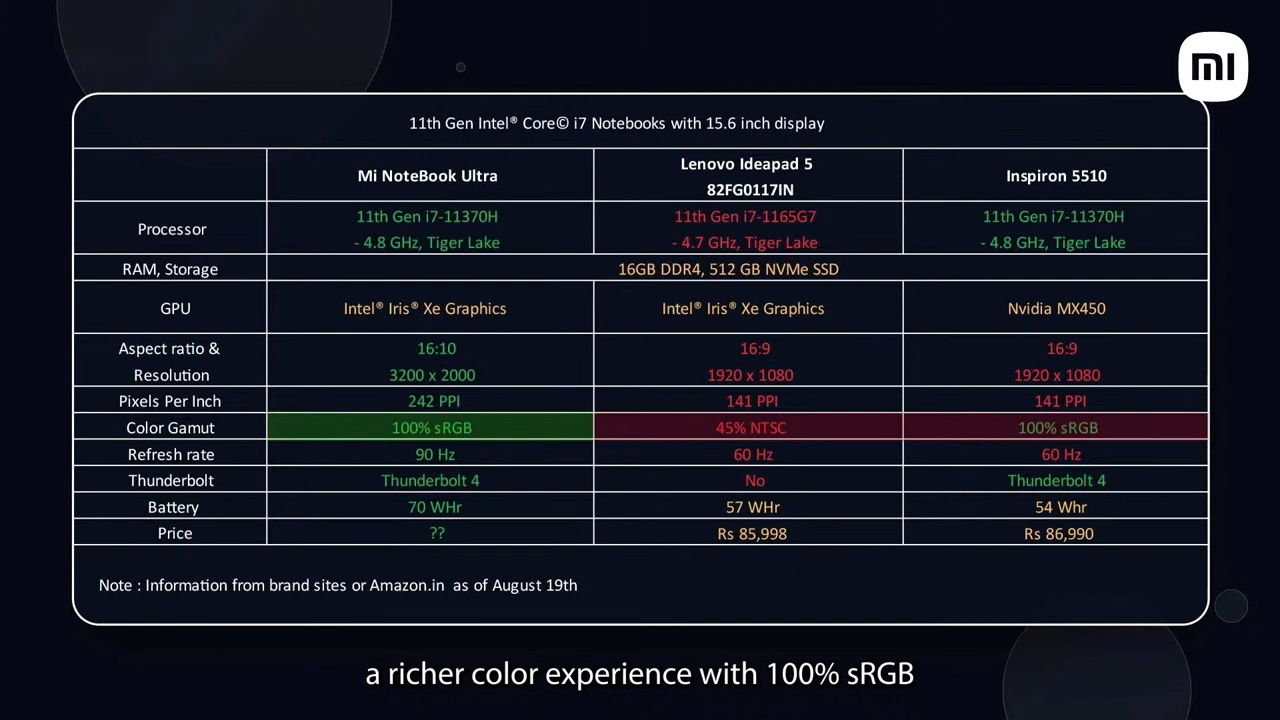 mi
11th Gen Intel® Core© i7 Notebooks with 15.6 inch display
Mi NoteBook Ultra
Lenovo Ideapad 5
82FG0117IN
Inspiron 5510
Processor
11th Gen i7-11370H
- 4.8 GHz, Tiger Lake
11th Gen i7-1165G7
- 4.7 GHz, Tiger Lake
11th Gen i7-11370H
- 4.8 GHz, Tiger Lake
RAM, Storage
16GB DDR4, 512 GB NVMe SSD
GPU
Intel® Iris® Xe Graphics
Intel® Iris® Xe Graphics
Nvidia MX450
Aspect ratio &
Resolution
16:10
3200 x 2000
16:9
1920 x 1080
16:9
1920 x 1080
Pixels Per Inch
242 PPI
141 PPI
141 PPI
Color Gamut
100% sRGB
45% NTSC
100% sRGB
Refresh rate
90 Hz
60 Hz
60 Hz
Thunderbolt
Thunderbolt 4
No
Thunderbolt 4
Battery
70 WHr
57 WHr
54 Whr
Price
??
Rs 85,998
Rs 86,990
Note : Information from brand sites or Amazon.in as of August 19th
a richer color experience with 100% sRGB